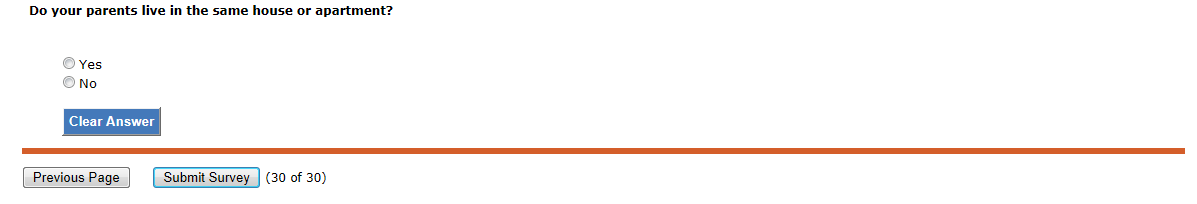 Do your parents live in the same house or apartment?
Yes
No
Clear Answer
Previous Page Submit Survey (30 of 30)